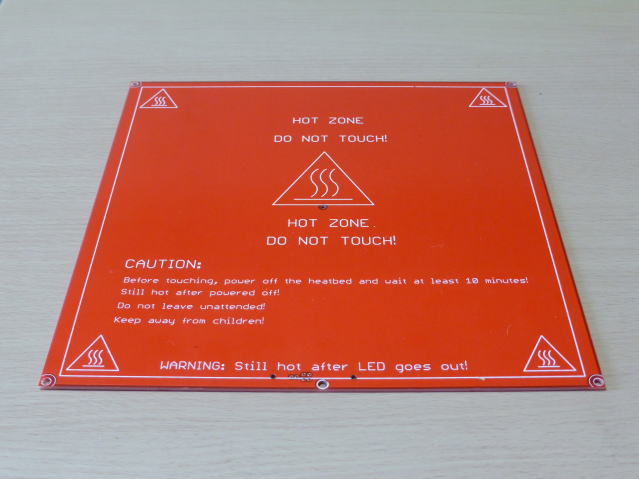 HOT ZONE
DO NOT TOUCH!
HOT ZONE.
DO NOT TOUCH!
CAUTION:
Before touching, power off the heatbed and wait at least 10 minutes!
Still hot after powered off!
Do not leave unattended!
Keep away from children!
WARNING: Still hot after LED goes out!